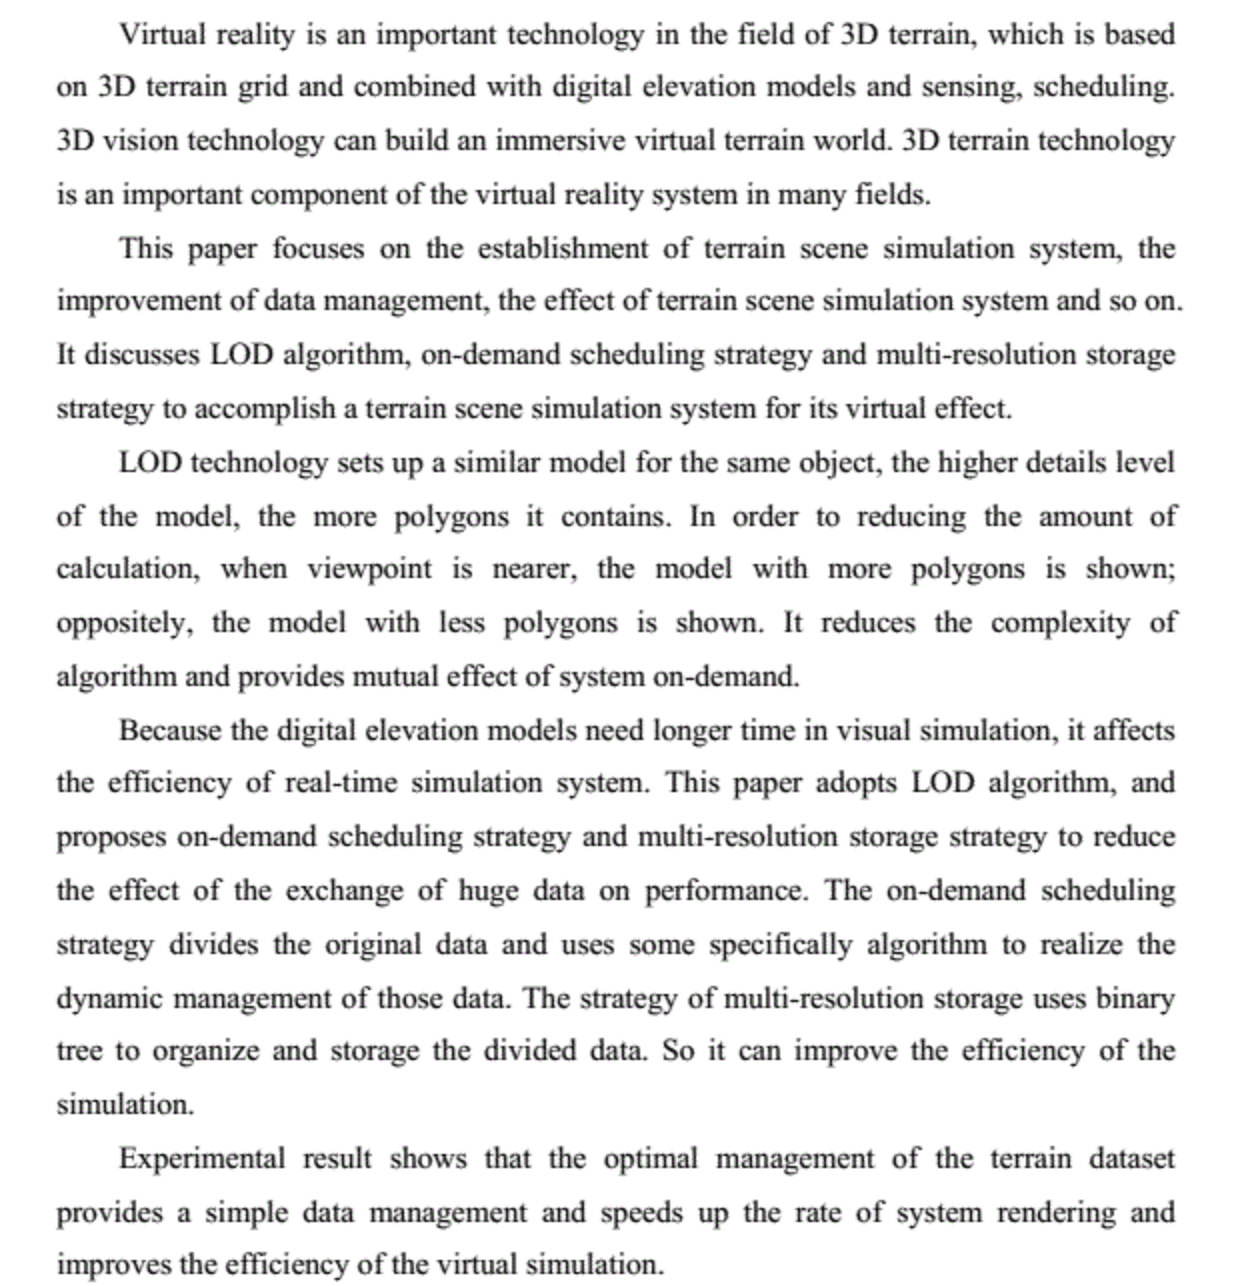 Virtual reality is an important technology in the field of 3D terrain, which is based
on 3D terrain grid and combined with digital elevation models and sensing, scheduling.
3D vision technology can build an immersive virtual terrain world. 3D terrain technology
is an important component of the virtual reality system in many fields.
This paper focuses on the establishment of terrain scene simulation system, the
improvement of data management, the effect of terrain scene simulation system and so on.
It discusses LOD algorithm, on-demand scheduling strategy and multi-resolution storage
strategy to accomplish a terrain scene simulation system for its virtual effect.
LOD technology sets up a similar model for the same object, the higher details level
of the model, the more polygons it contains. In order to reducing the amount of
calculation, when viewpoint is nearer, the model with more polygons is shown;
oppositely, the model with less polygons is shown. It reduces the complexity of
algorithm and provides mutual effect of system on-demand.
Because the digital elevation models need longer time in visual simulation, it affects
the efficiency of real-time simulation system. This paper adopts LOD algorithm, and
proposes on-demand scheduling strategy and multi-resolution storage strategy to reduce
the effect of the exchange of huge data on performance. The on-demand scheduling
strategy divides the original data and uses some specifically algorithm to realize the
dynamic management of those data. The strategy of multi-resolution storage uses binary
tree to organize and storage the divided data. So it can improve the efficiency of the
simulation.
Experimental result shows that the optimal management of the terrain dataset
provides a simple data management and speeds up the rate of system rendering and
improves the efficiency of the virtual simulation.